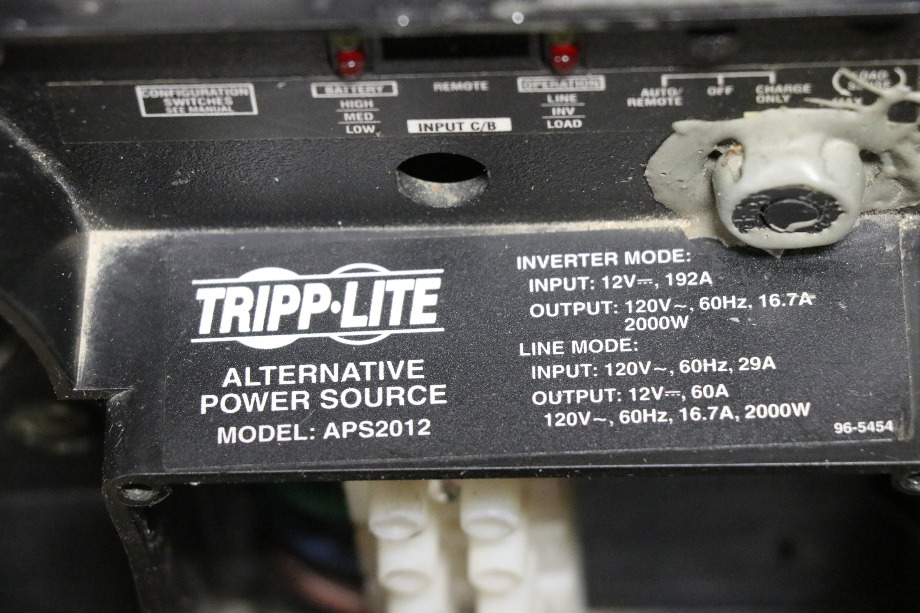 CONFIGURATION
SWITCHES
SEE MANUAL
BATTERY
HIGH
MED
LOW
REMOTE
INPUT C/B
OPERATION
LINE
INV
LOAD
AUTO/
REMOTE
OFF
CHARGE
ONLY
LOAD
MAX
TRIPP·LITE
ALTERNATIVE
POWER SOURCE
MODEL: APS2012
INVERTER MODE:
INPUT: 12V⎓, 192A
OUTPUT: 120V~, 60Hz, 16.7A
2000W
LINE MODE:
INPUT: 120V~, 60Hz, 29A
OUTPUT: 12V⎓, 60A
120V~, 60Hz, 16.7A, 2000W
96-5454